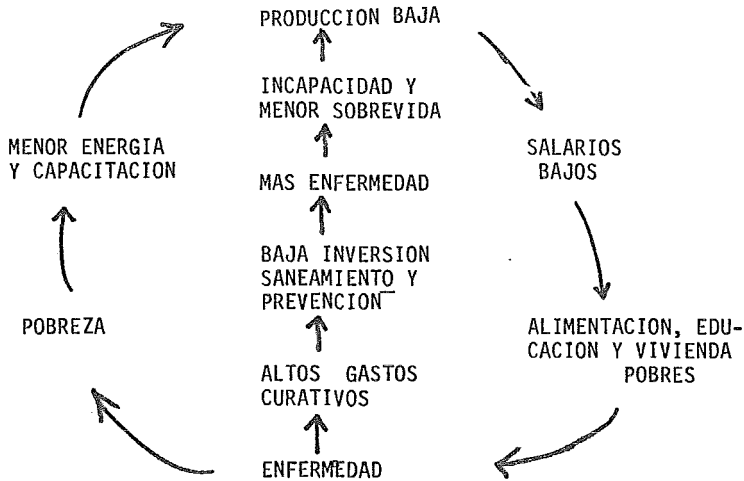 PRODUCCION BAJA
INCAPACIDAD Y
MENOR SOBREVIDA
MENOR ENERGIA
Y CAPACITACION
SALARIOS
BAJOS
MAS ENFERMEDAD
BAJA INVERSION
SANEAMIENTO Y
PREVENCION
POBREZA
ALIMENTACION, EDU-
CACION Y VIVIENDA
POBRES
ALTOS GASTOS
CURATIVOS
ENFERMEDAD